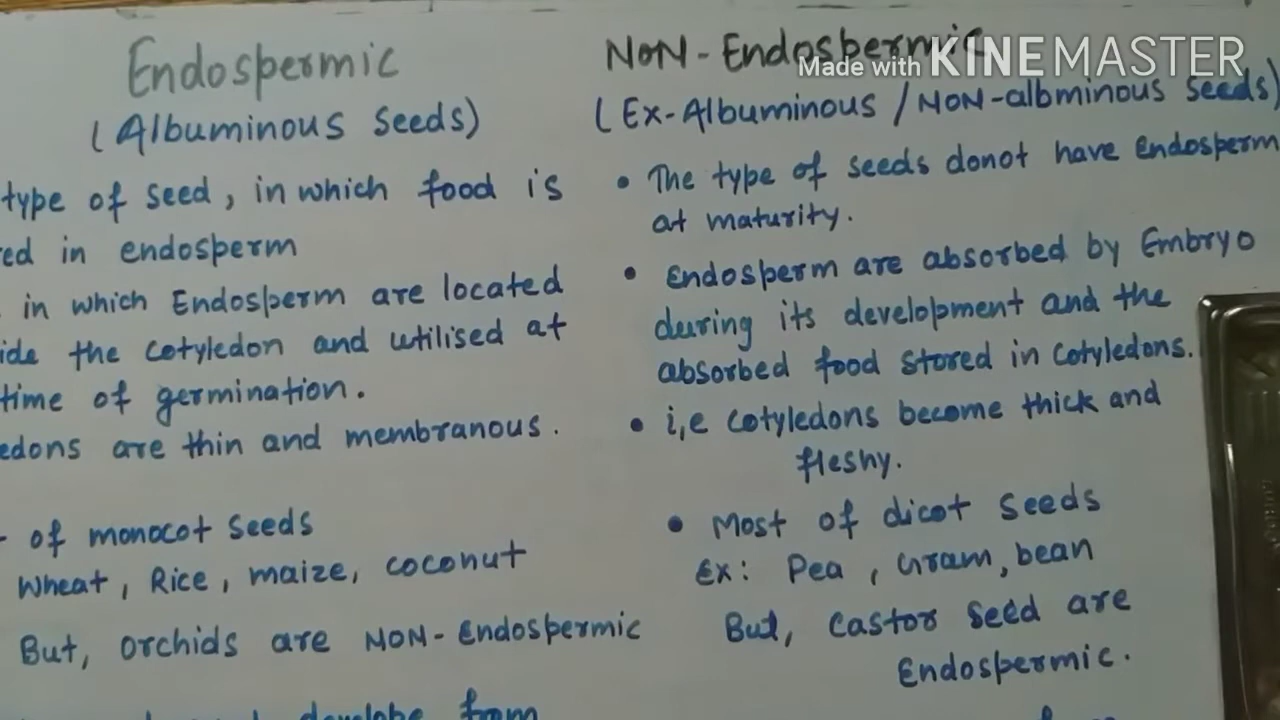 Endospermic
(Albuminous seeds)
type of seed, in which food is
red in endosperm
in which Endosperm are located
ide the cotyledon and utilised at
time of germination.
edons are thin and membranous.
of monocot seeds
Wheat, Rice, maize, coconut
But, orchids are NON-Endospermic
develope from
NON-Endospermic
(Ex-Albuminous/NON-albminous seeds)
• The type of seeds donot have endosperm
at maturity.
• Endosperm are absorbed by Embryo
during its development and the
absorbed food stored in cotyledons.
• i,e cotyledons become thick and
fleshy.
• Most of dicot seeds
Ex: Pea, Gram, bean
But, castor seed are
Endospermic.
Made with KINEMASTER